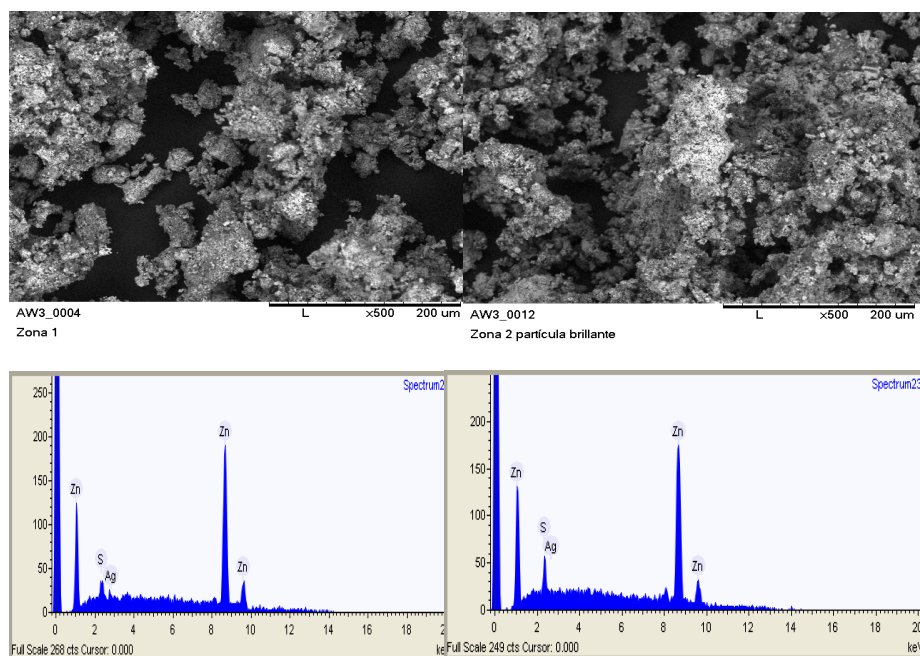 AW3_0004 L ×500 200 um
Zona 1
AW3_0012 L ×500 200 um
Zona 2 partícula brillante
Spectrum2
250
200
150
100
50
0
Zn
S
Ag
Zn
Zn
0 2 4 6 8 10 12 14 16 18 2
Full Scale 268 cts Cursor: 0.000 ke
Spectrum23
200
150
100
50
0
Zn
S
Ag
Zn
Zn
0 2 4 6 8 10 12 14 16 18 20
Full Scale 249 cts Cursor: 0.000